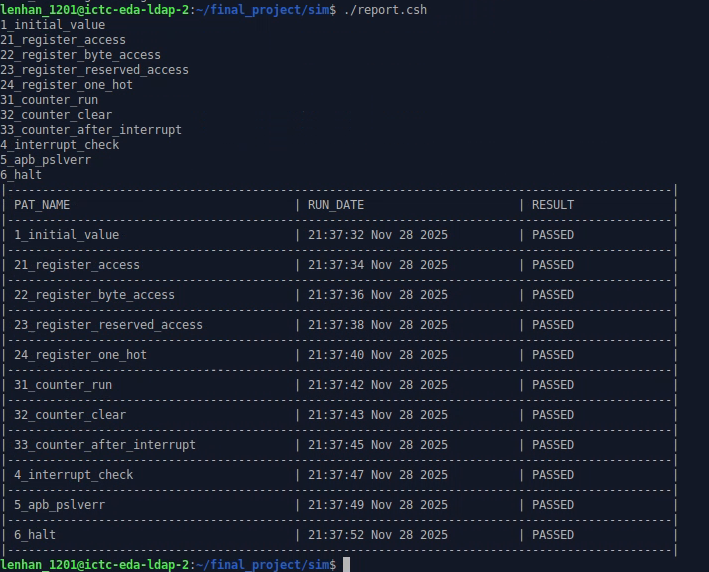 lenhan_1201@ictc-eda-ldap-2:~/final_project/sim$ ./report.csh
1_initial_value
21_register_access
22_register_byte_access
23_register_reserved_access
24_register_one_hot
31_counter_run
32_counter_clear
33_counter_after_interrupt
4_interrupt_check
5_apb_pslverr
6_halt
|-----------------------------------------------------------------------------------------------|
| PAT_NAME | RUN_DATE | RESULT |
|-----------------------------------------------------------------------------------------------|
| 1_initial_value | 21:37:32 Nov 28 2025 | PASSED |
|-----------------------------------------------------------------------------------------------|
| 21_register_access | 21:37:34 Nov 28 2025 | PASSED |
|-----------------------------------------------------------------------------------------------|
| 22_register_byte_access | 21:37:36 Nov 28 2025 | PASSED |
|-----------------------------------------------------------------------------------------------|
| 23_register_reserved_access | 21:37:38 Nov 28 2025 | PASSED |
|-----------------------------------------------------------------------------------------------|
| 24_register_one_hot | 21:37:40 Nov 28 2025 | PASSED |
|-----------------------------------------------------------------------------------------------|
| 31_counter_run | 21:37:42 Nov 28 2025 | PASSED |
|-----------------------------------------------------------------------------------------------|
| 32_counter_clear | 21:37:43 Nov 28 2025 | PASSED |
|-----------------------------------------------------------------------------------------------|
| 33_counter_after_interrupt | 21:37:45 Nov 28 2025 | PASSED |
|-----------------------------------------------------------------------------------------------|
| 4_interrupt_check | 21:37:47 Nov 28 2025 | PASSED |
|-----------------------------------------------------------------------------------------------|
| 5_apb_pslverr | 21:37:49 Nov 28 2025 | PASSED |
|-----------------------------------------------------------------------------------------------|
| 6_halt | 21:37:52 Nov 28 2025 | PASSED |
|-----------------------------------------------------------------------------------------------|
lenhan_1201@ictc-eda-ldap-2:~/final_project/sim$